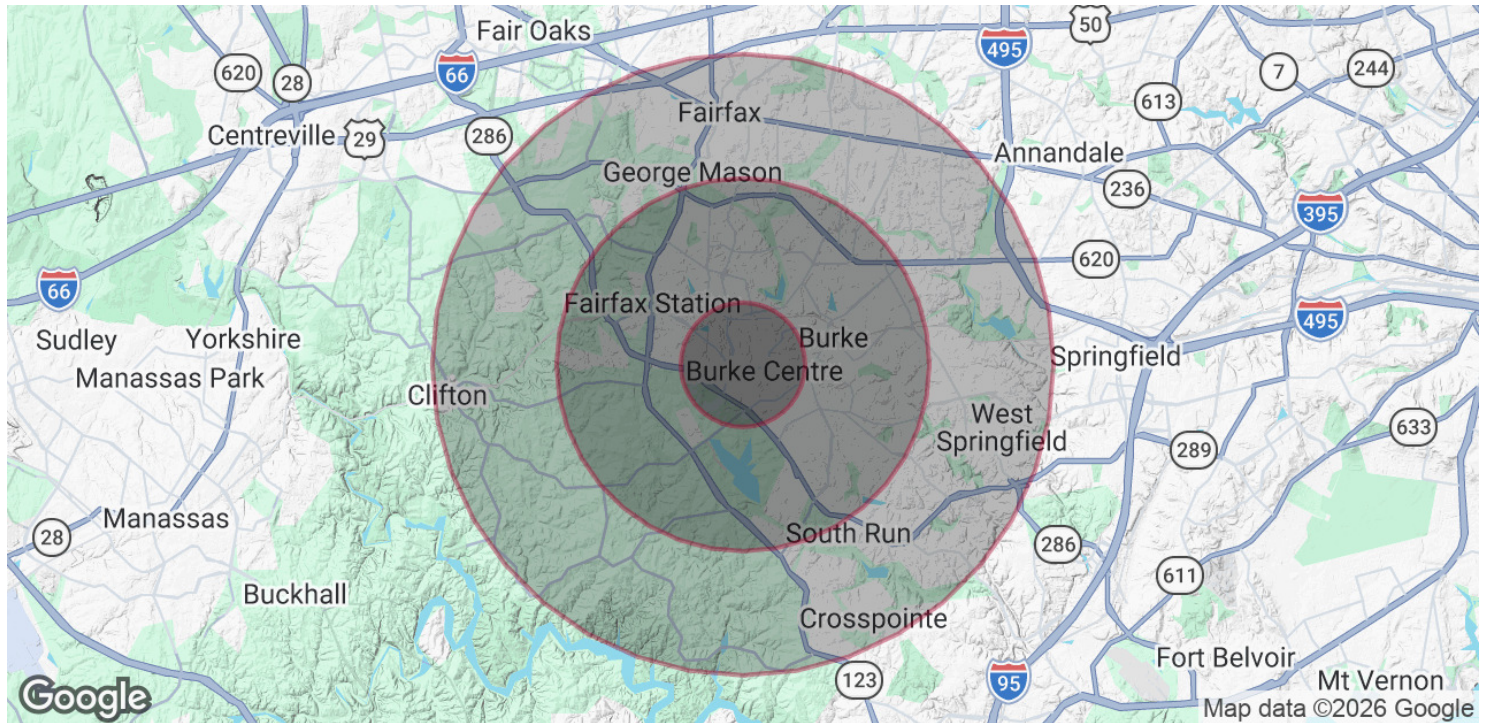 Fair Oaks
50
495
66
620
28
7
244
613
Fairfax
Centreville
29
286
Annandale
George Mason
236
395
620
66
Fairfax Station
495
Sudley
Yorkshire
Burke
Springfield
Manassas Park
Burke Centre
Clifton
West
Springfield
633
289
Manassas
28
South Run
286
611
Buckhall
Crosspointe
Fort Belvoir
123
95
Mt Vernon
Google
Map data ©2026 Google